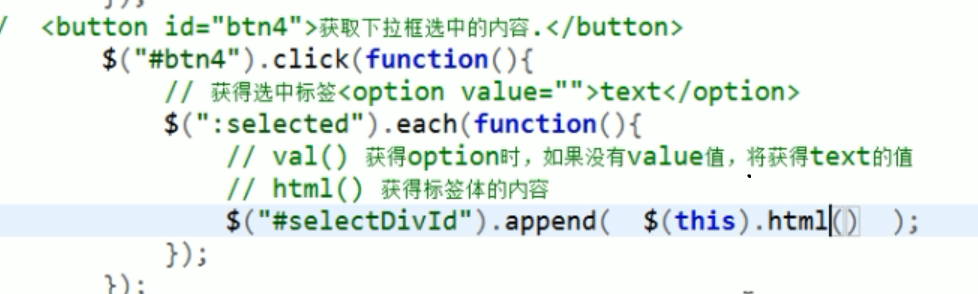 });
/ <button id="btn4">获取下拉框选中的内容.</button>
$("#btn4").click(function(){
// 获得选中标签<option value="">text</option>
$(":selected").each(function(){
// val() 获得option时，如果没有value值，将获得text的值
// html() 获得标签体的内容
$("#selectDivId").append(  $(this).html()  );
});
});